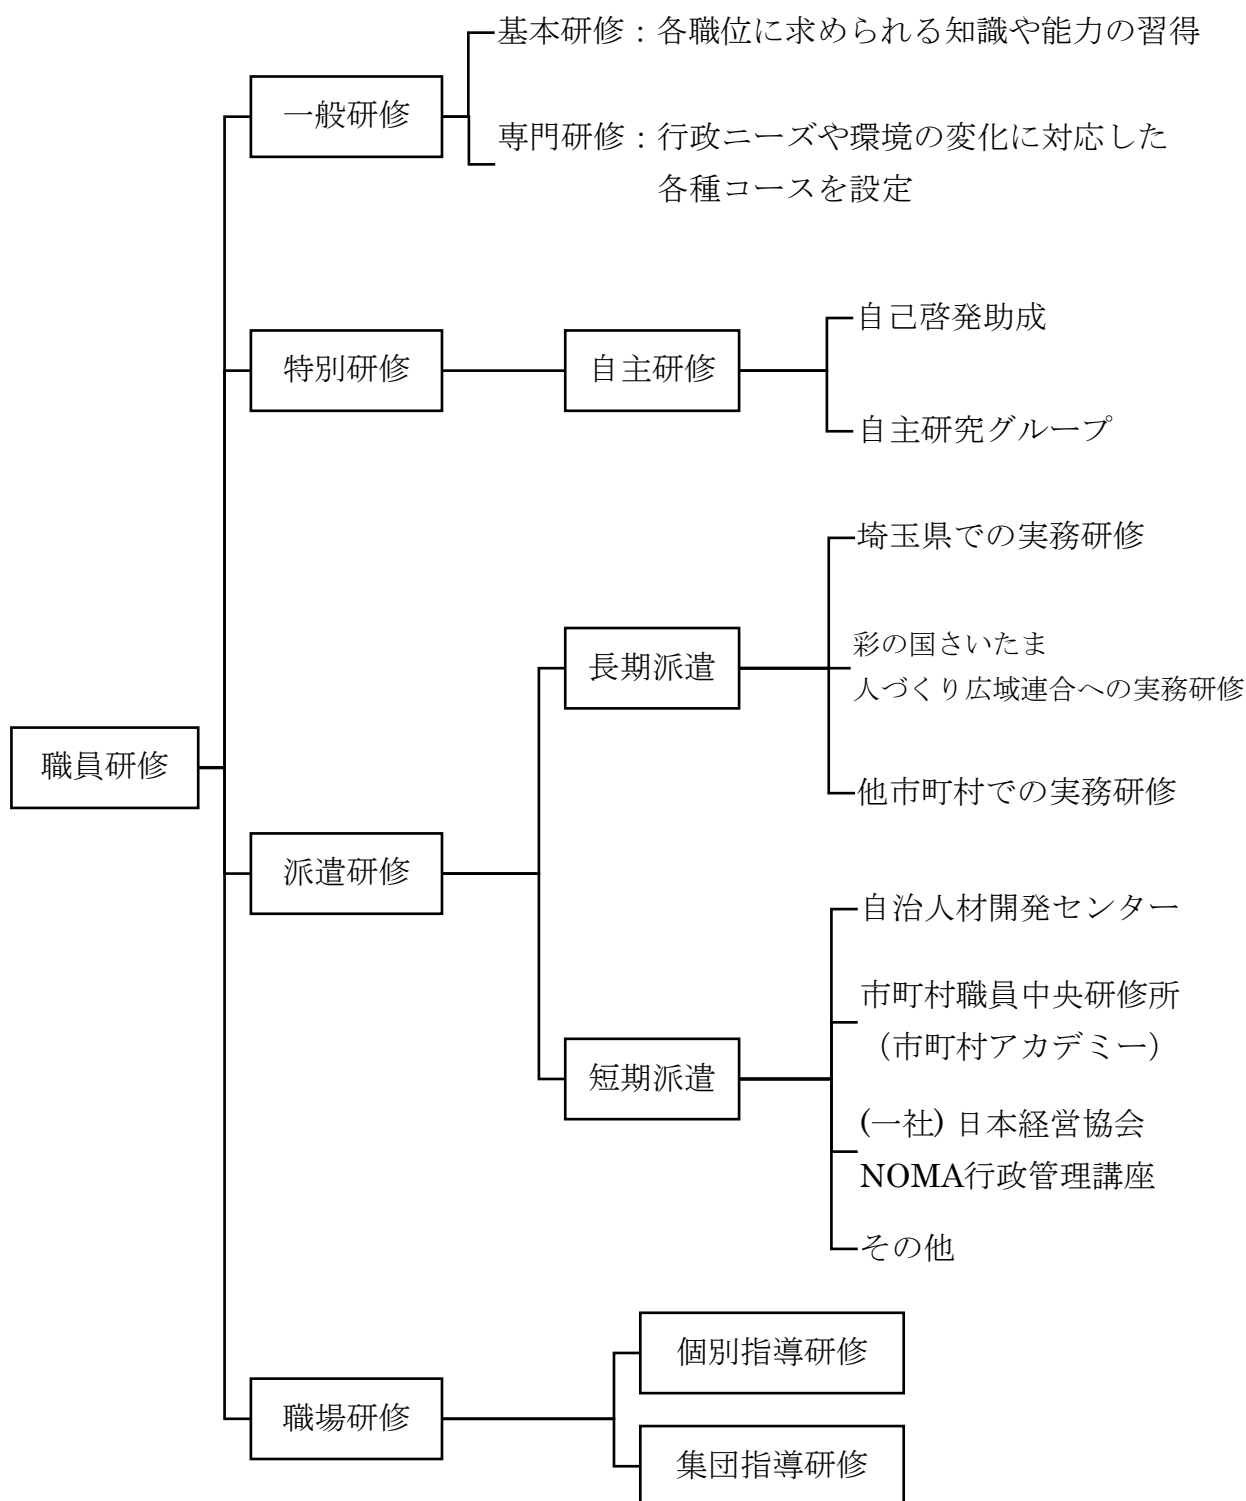 基本研修：各職位に求められる知識や能力の習得
一般研修
専門研修：行政ニーズや環境の変化に対応した
各種コースを設定
自己啓発助成
特別研修
自主研修
自主研究グループ
埼玉県での実務研修
彩の国さいたま
長期派遣
人づくり広域連合への実務研修
職員研修
他市町村での実務研修
派遣研修
自治人材開発センター
市町村職員中央研修所
（市町村アカデミー）
短期派遣
(一社) 日本経営協会
NOMA行政管理講座
その他
個別指導研修
職場研修
集団指導研修